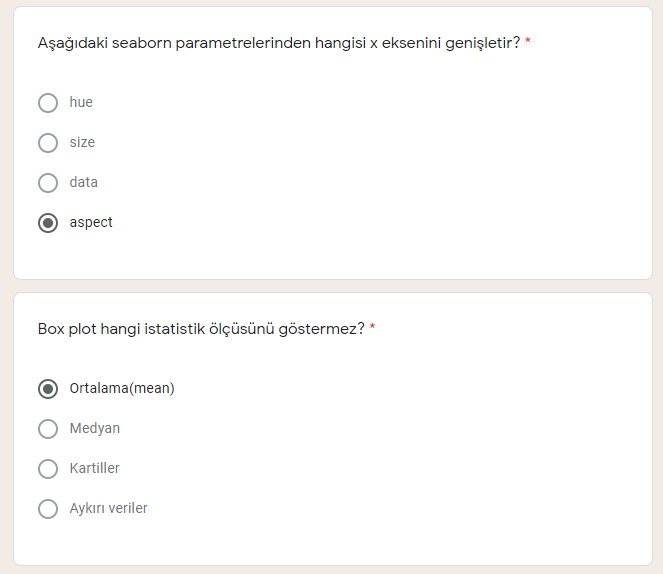 Aşağıdaki seaborn parametrelerinden hangisi x eksenini genişletir? *
hue
size
data
aspect
Box plot hangi istatistik ölçüsünü göstermez? *
Ortalama(mean)
Medyan
Kartiller
Aykırı veriler